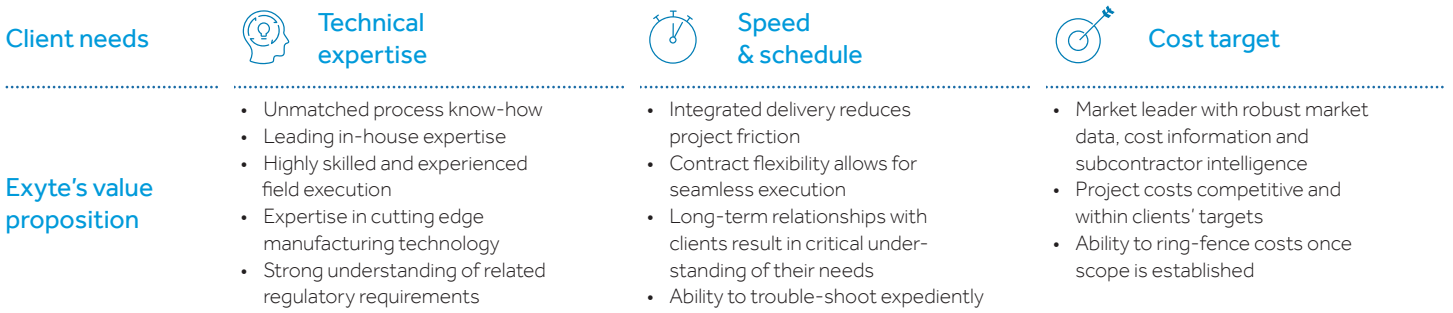 Client needs
Technical
expertise
Speed
& schedule
Cost target
Exyte's value
proposition
• Unmatched process know-how
• Leading in-house expertise
• Highly skilled and experienced
field execution
• Expertise in cutting edge
manufacturing technology
• Strong understanding of related
regulatory requirements
• Integrated delivery reduces
project friction
• Contract flexibility allows for
seamless execution
• Long-term relationships with
clients result in critical under-
standing of their needs
• Ability to trouble-shoot expediently
• Market leader with robust market
data, cost information and
subcontractor intelligence
• Project costs competitive and
within clients' targets
• Ability to ring-fence costs once
scope is established